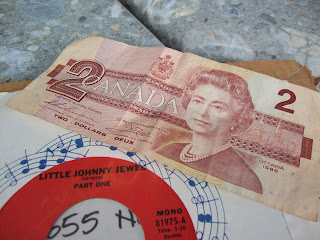 2
CANADA
2
TWO DOLLARS DEUX
OTTAWA
1986
LITTLE JOHNNY JEWEL
PART ONE
MONO
81975-A
655 H